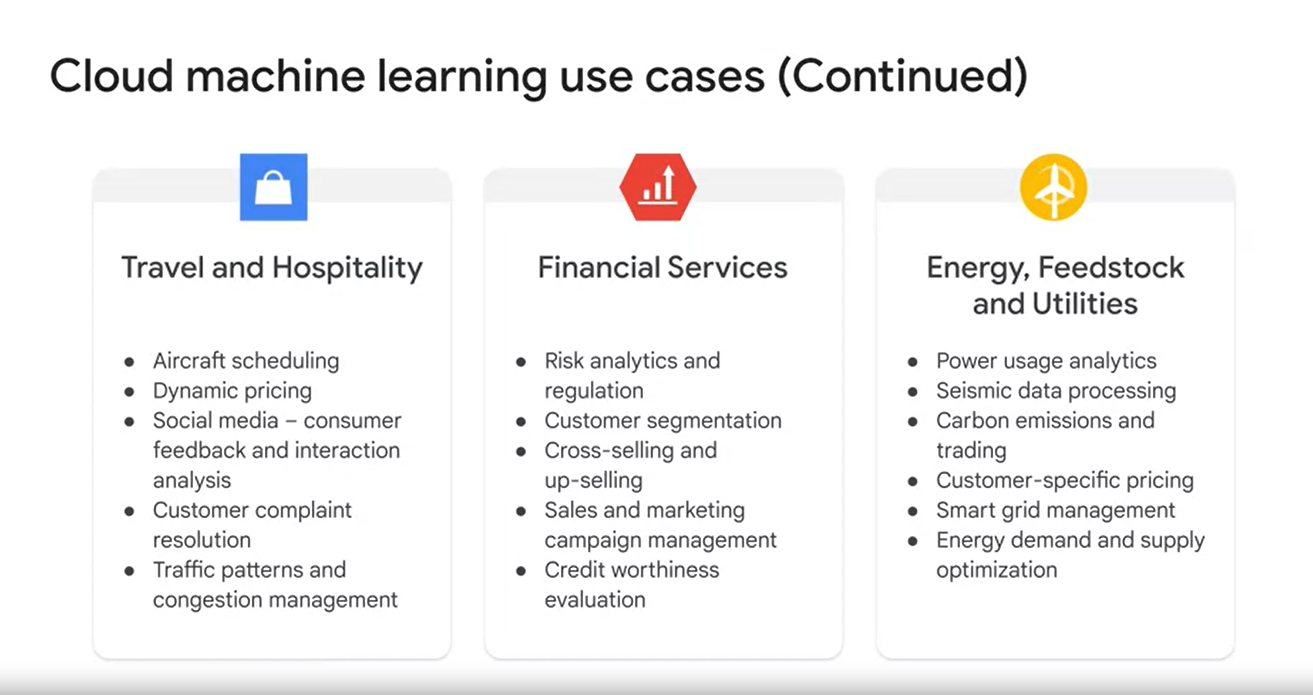 Cloud machine learning use cases (Continued)
Travel and Hospitality
● Aircraft scheduling
● Dynamic pricing
● Social media – consumer
feedback and interaction
analysis
● Customer complaint
resolution
● Traffic patterns and
congestion management
Financial Services
● Risk analytics and
regulation
● Customer segmentation
● Cross-selling and
up-selling
● Sales and marketing
campaign management
● Credit worthiness
evaluation
Energy, Feedstock
and Utilities
● Power usage analytics
● Seismic data processing
● Carbon emissions and
trading
● Customer-specific pricing
● Smart grid management
● Energy demand and supply
optimization